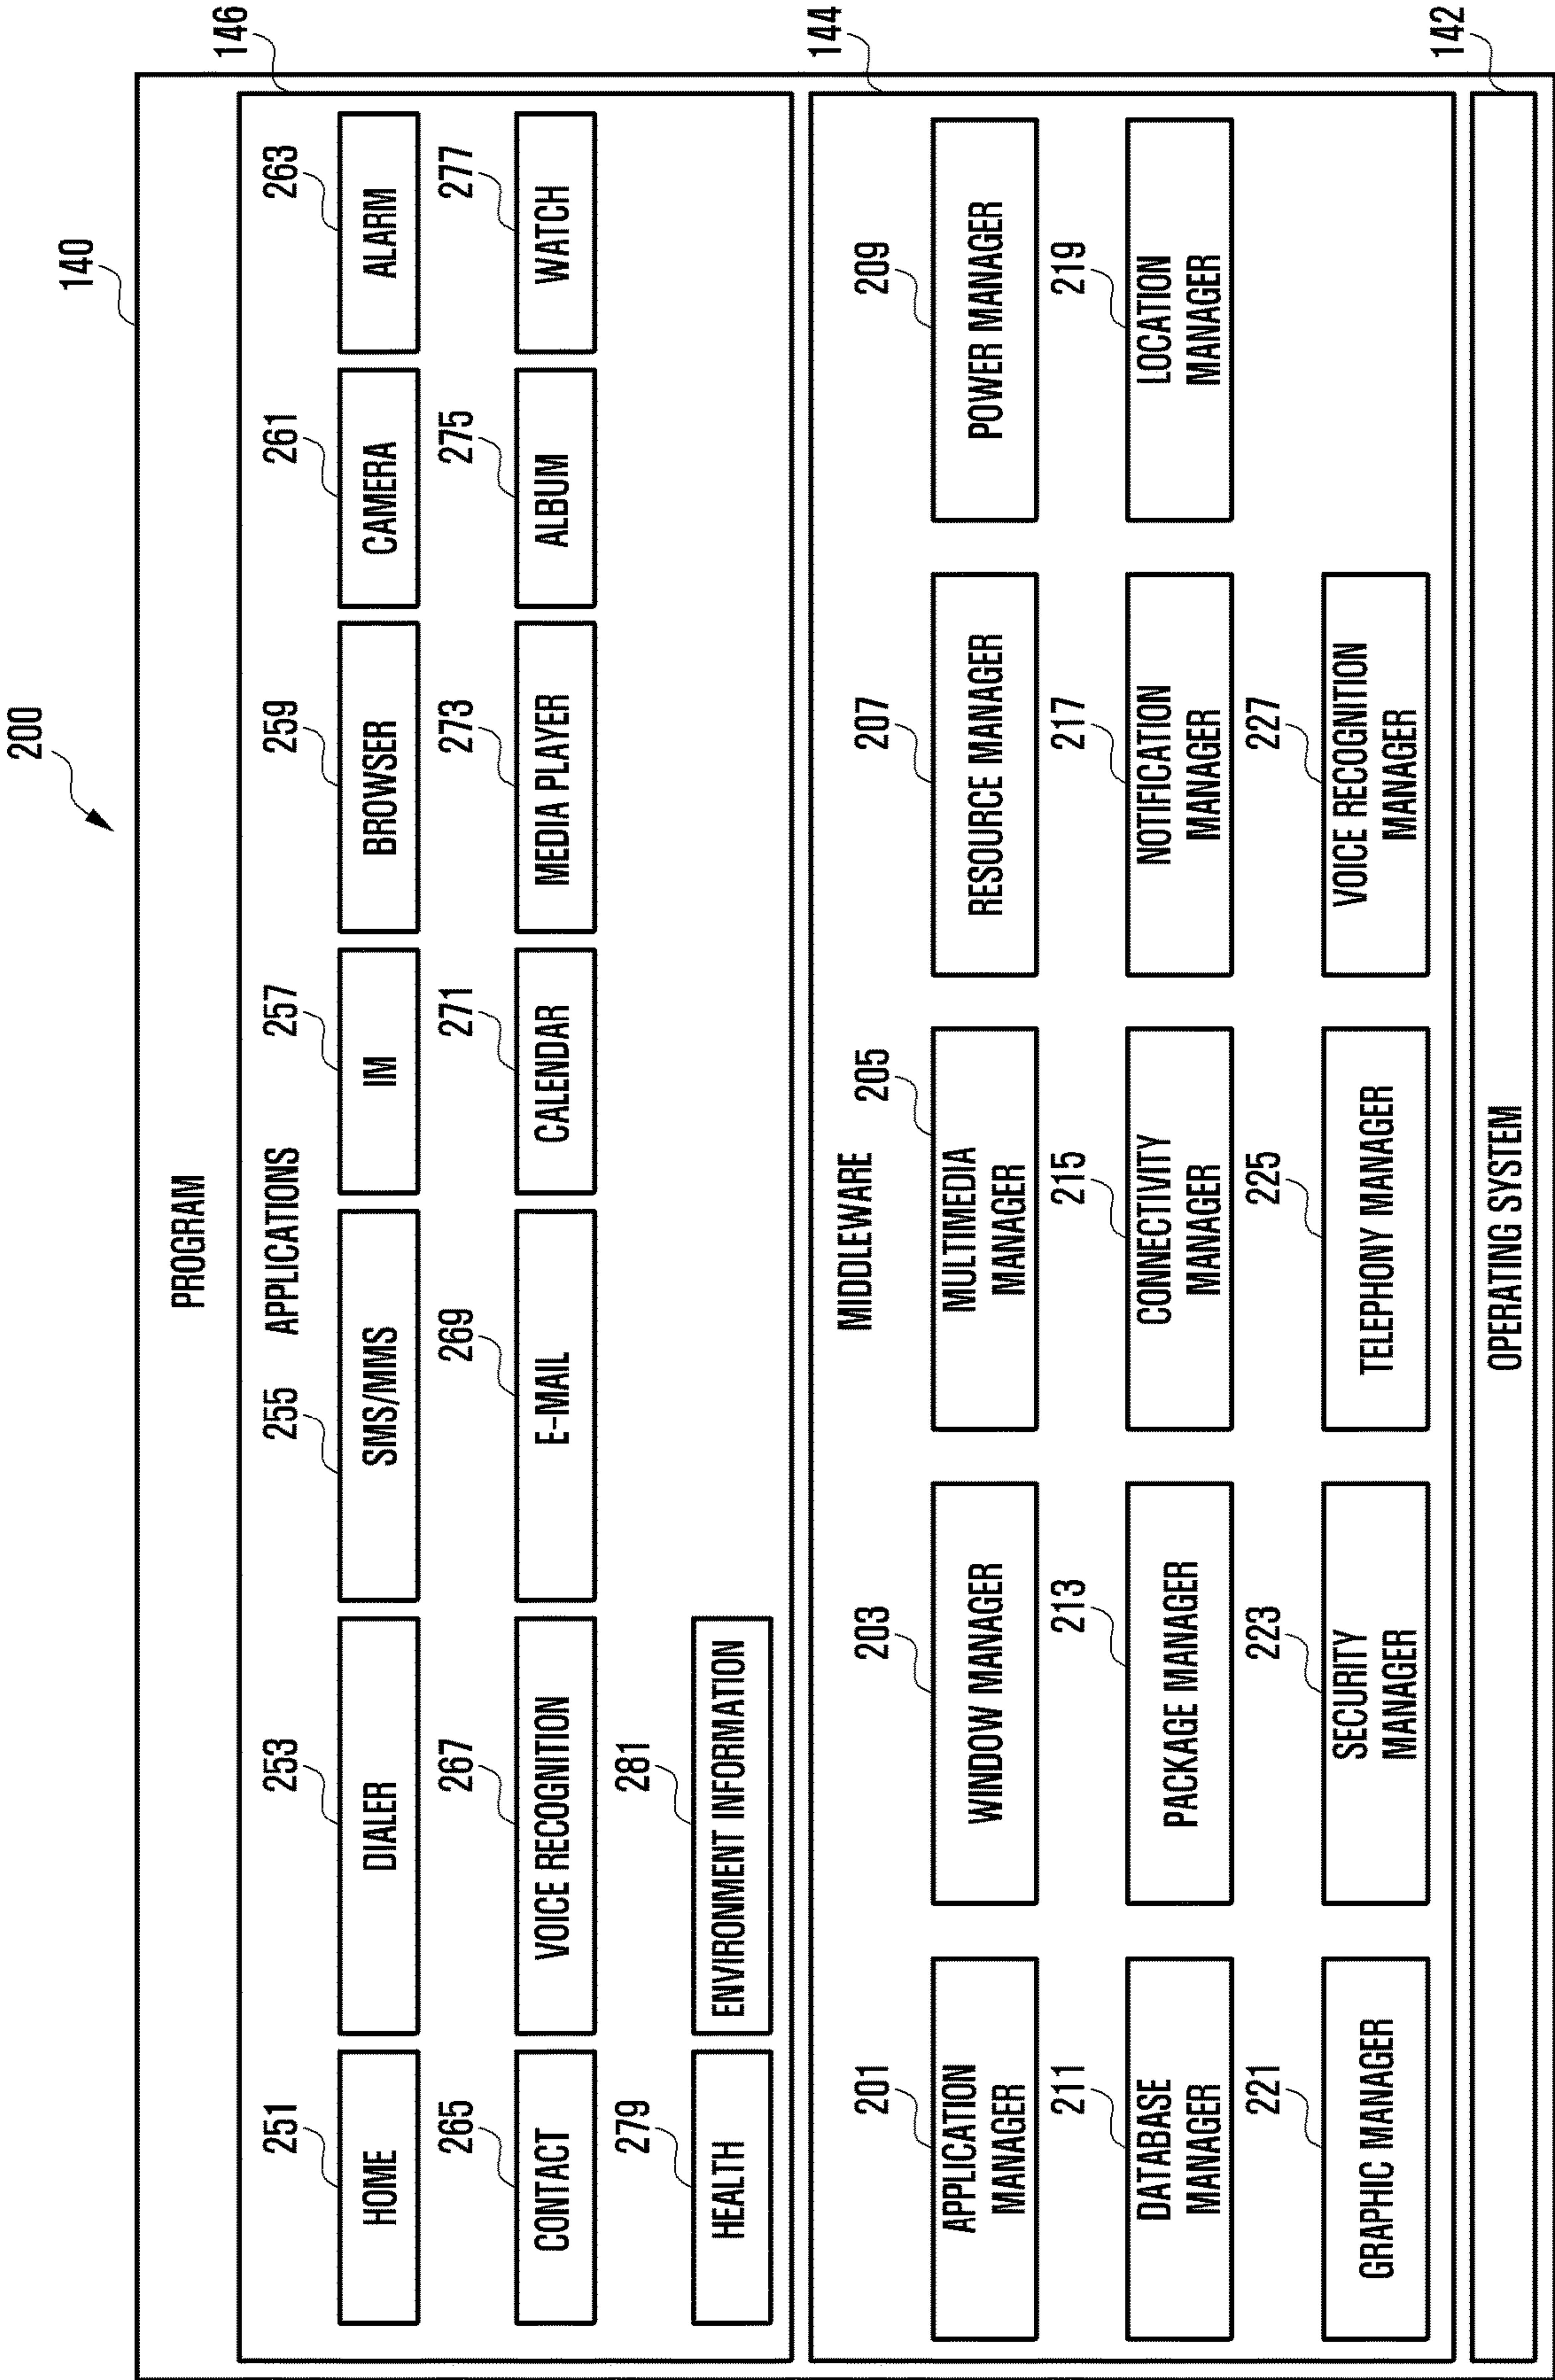 200
140
PROGRAM
146
APPLICATIONS
251
253
255
257
259
261
263
HOME
DIALER
SMS/MMS
IM
BROWSER
CAMERA
ALARM
265
267
269
271
273
275
277
CONTACT
VOICE RECOGNITION
E-MAIL
CALENDAR
MEDIA PLAYER
ALBUM
WATCH
279
281
HEALTH
ENVIRONMENT INFORMATION
144
MIDDLEWARE
201
203
205
207
209
APPLICATION
MANAGER
WINDOW MANAGER
MULTIMEDIA
MANAGER
RESOURCE MANAGER
POWER MANAGER
211
213
215
217
219
DATABASE
MANAGER
PACKAGE MANAGER
CONNECTIVITY
MANAGER
NOTIFICATION
MANAGER
LOCATION
MANAGER
221
223
225
227
GRAPHIC MANAGER
SECURITY
MANAGER
TELEPHONY MANAGER
VOICE RECOGNITION
MANAGER
142
OPERATING SYSTEM